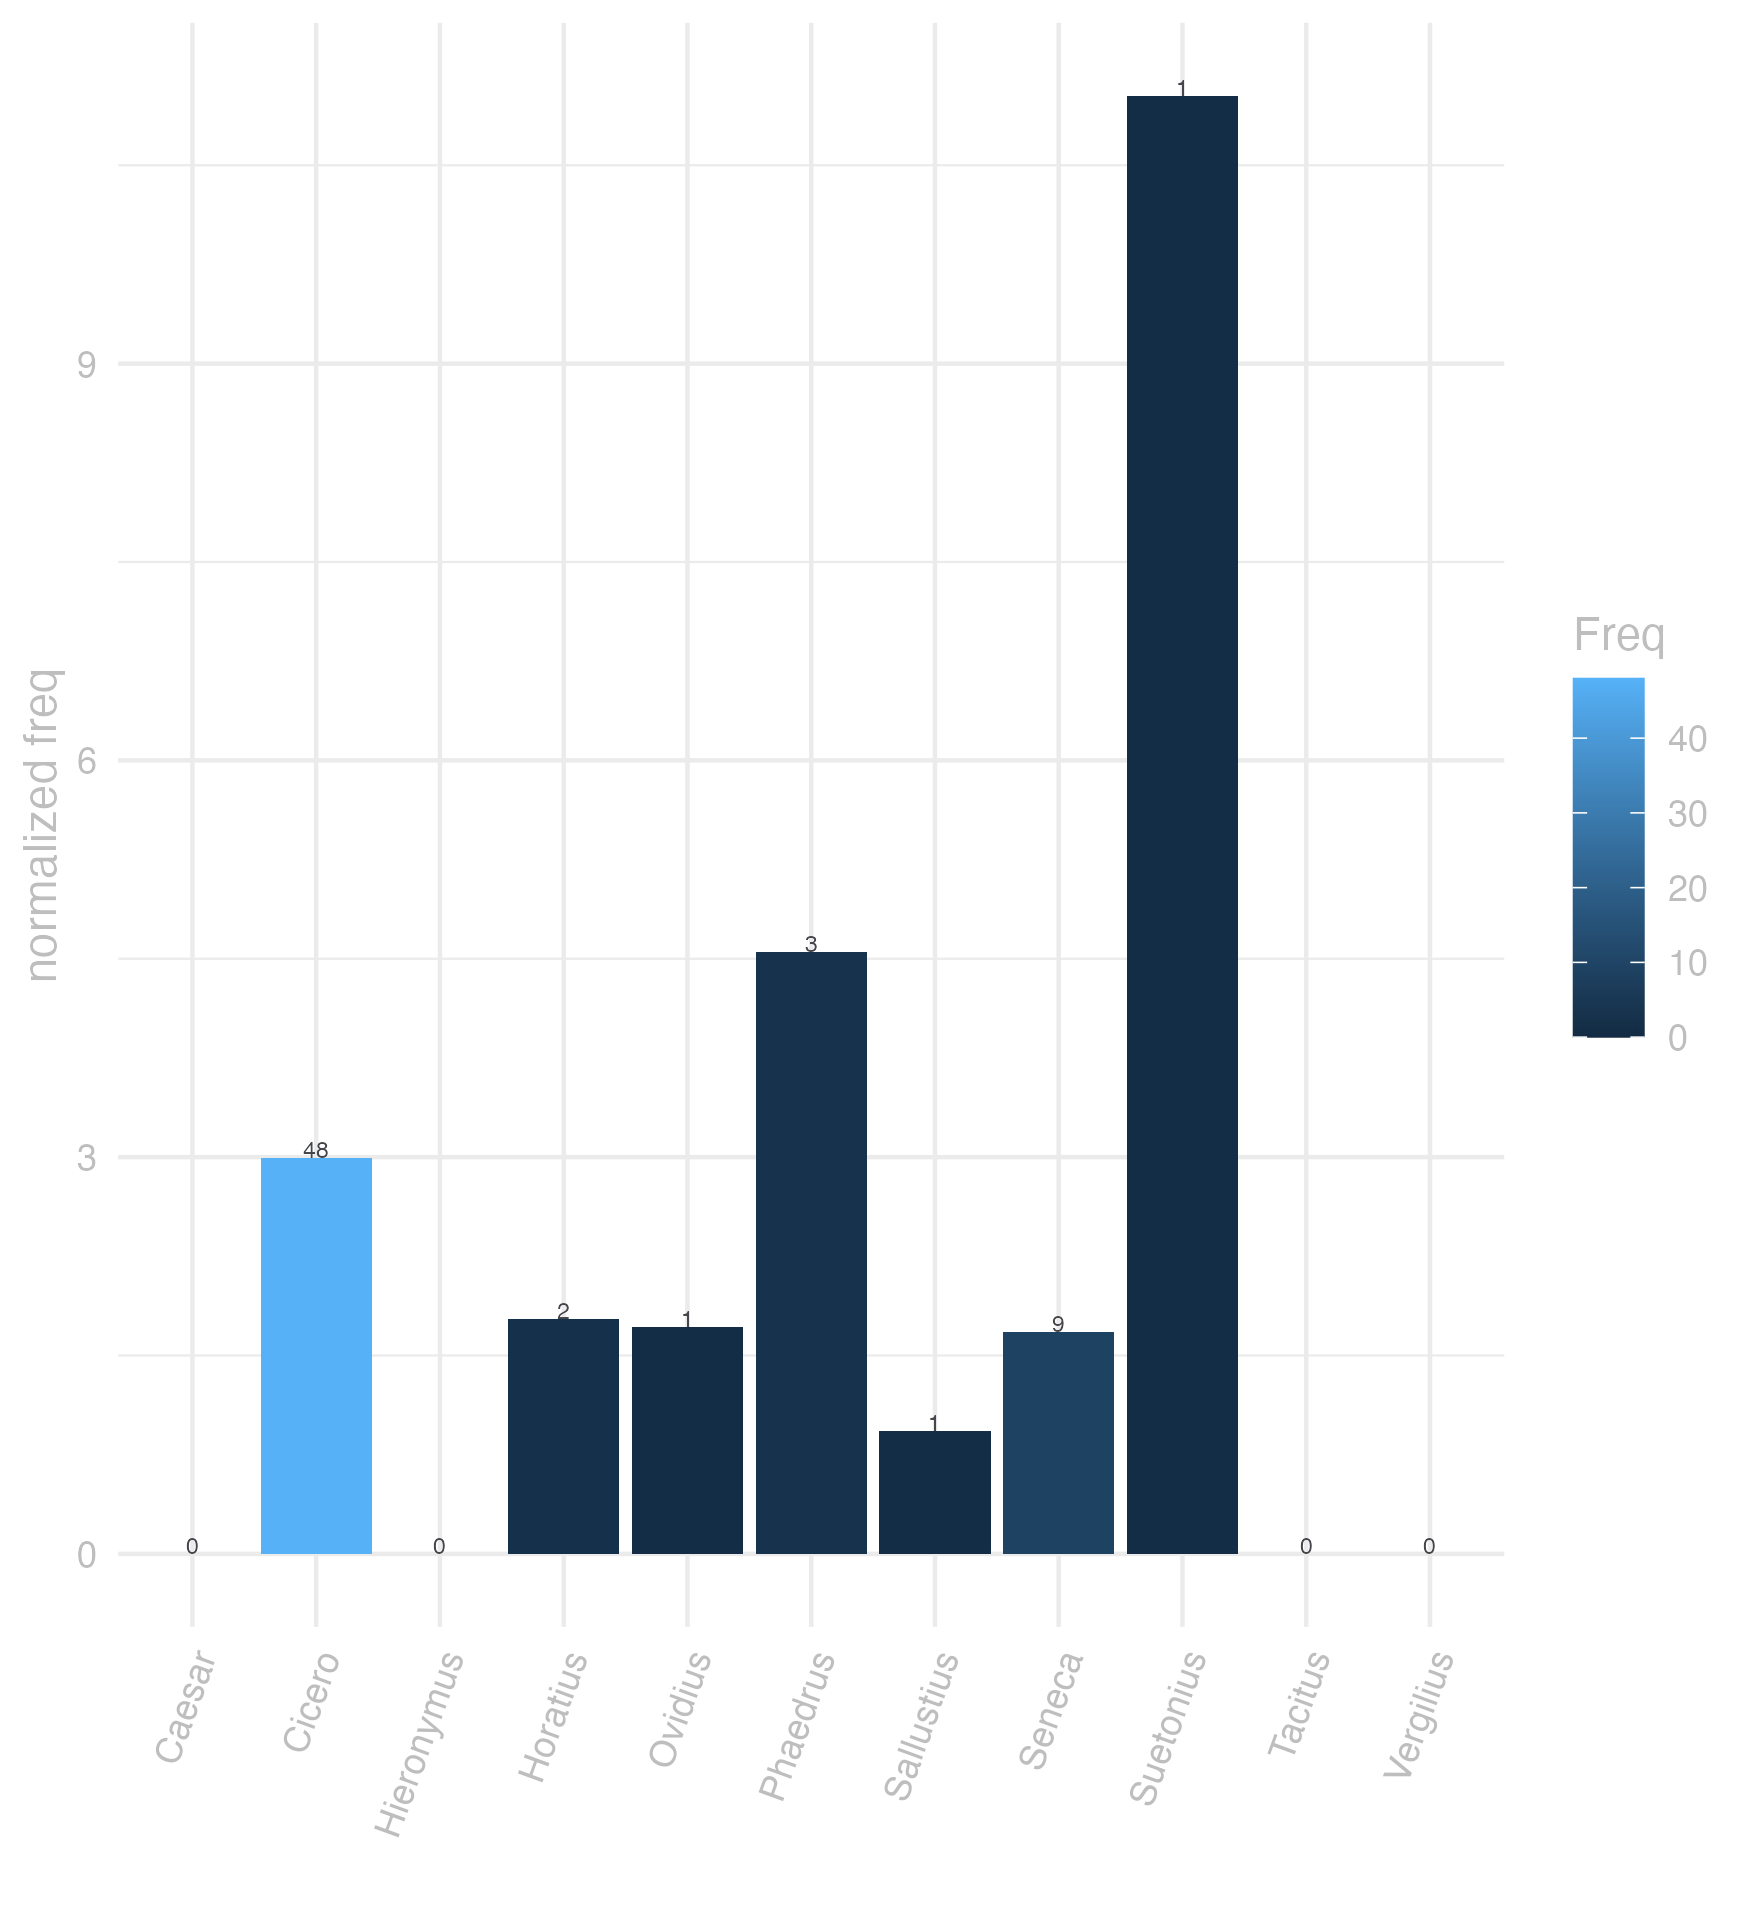 1
9
6
3
0
normalized freq
3
48
2
1
9
1
0
0
0
0
Caesar
Cicero
Hieronymus
Horatius
Ovidius
Phaedrus
Sallustius
Seneca
Suetonius
Tacitus
Vergilius
Freq
40
30
20
10
0